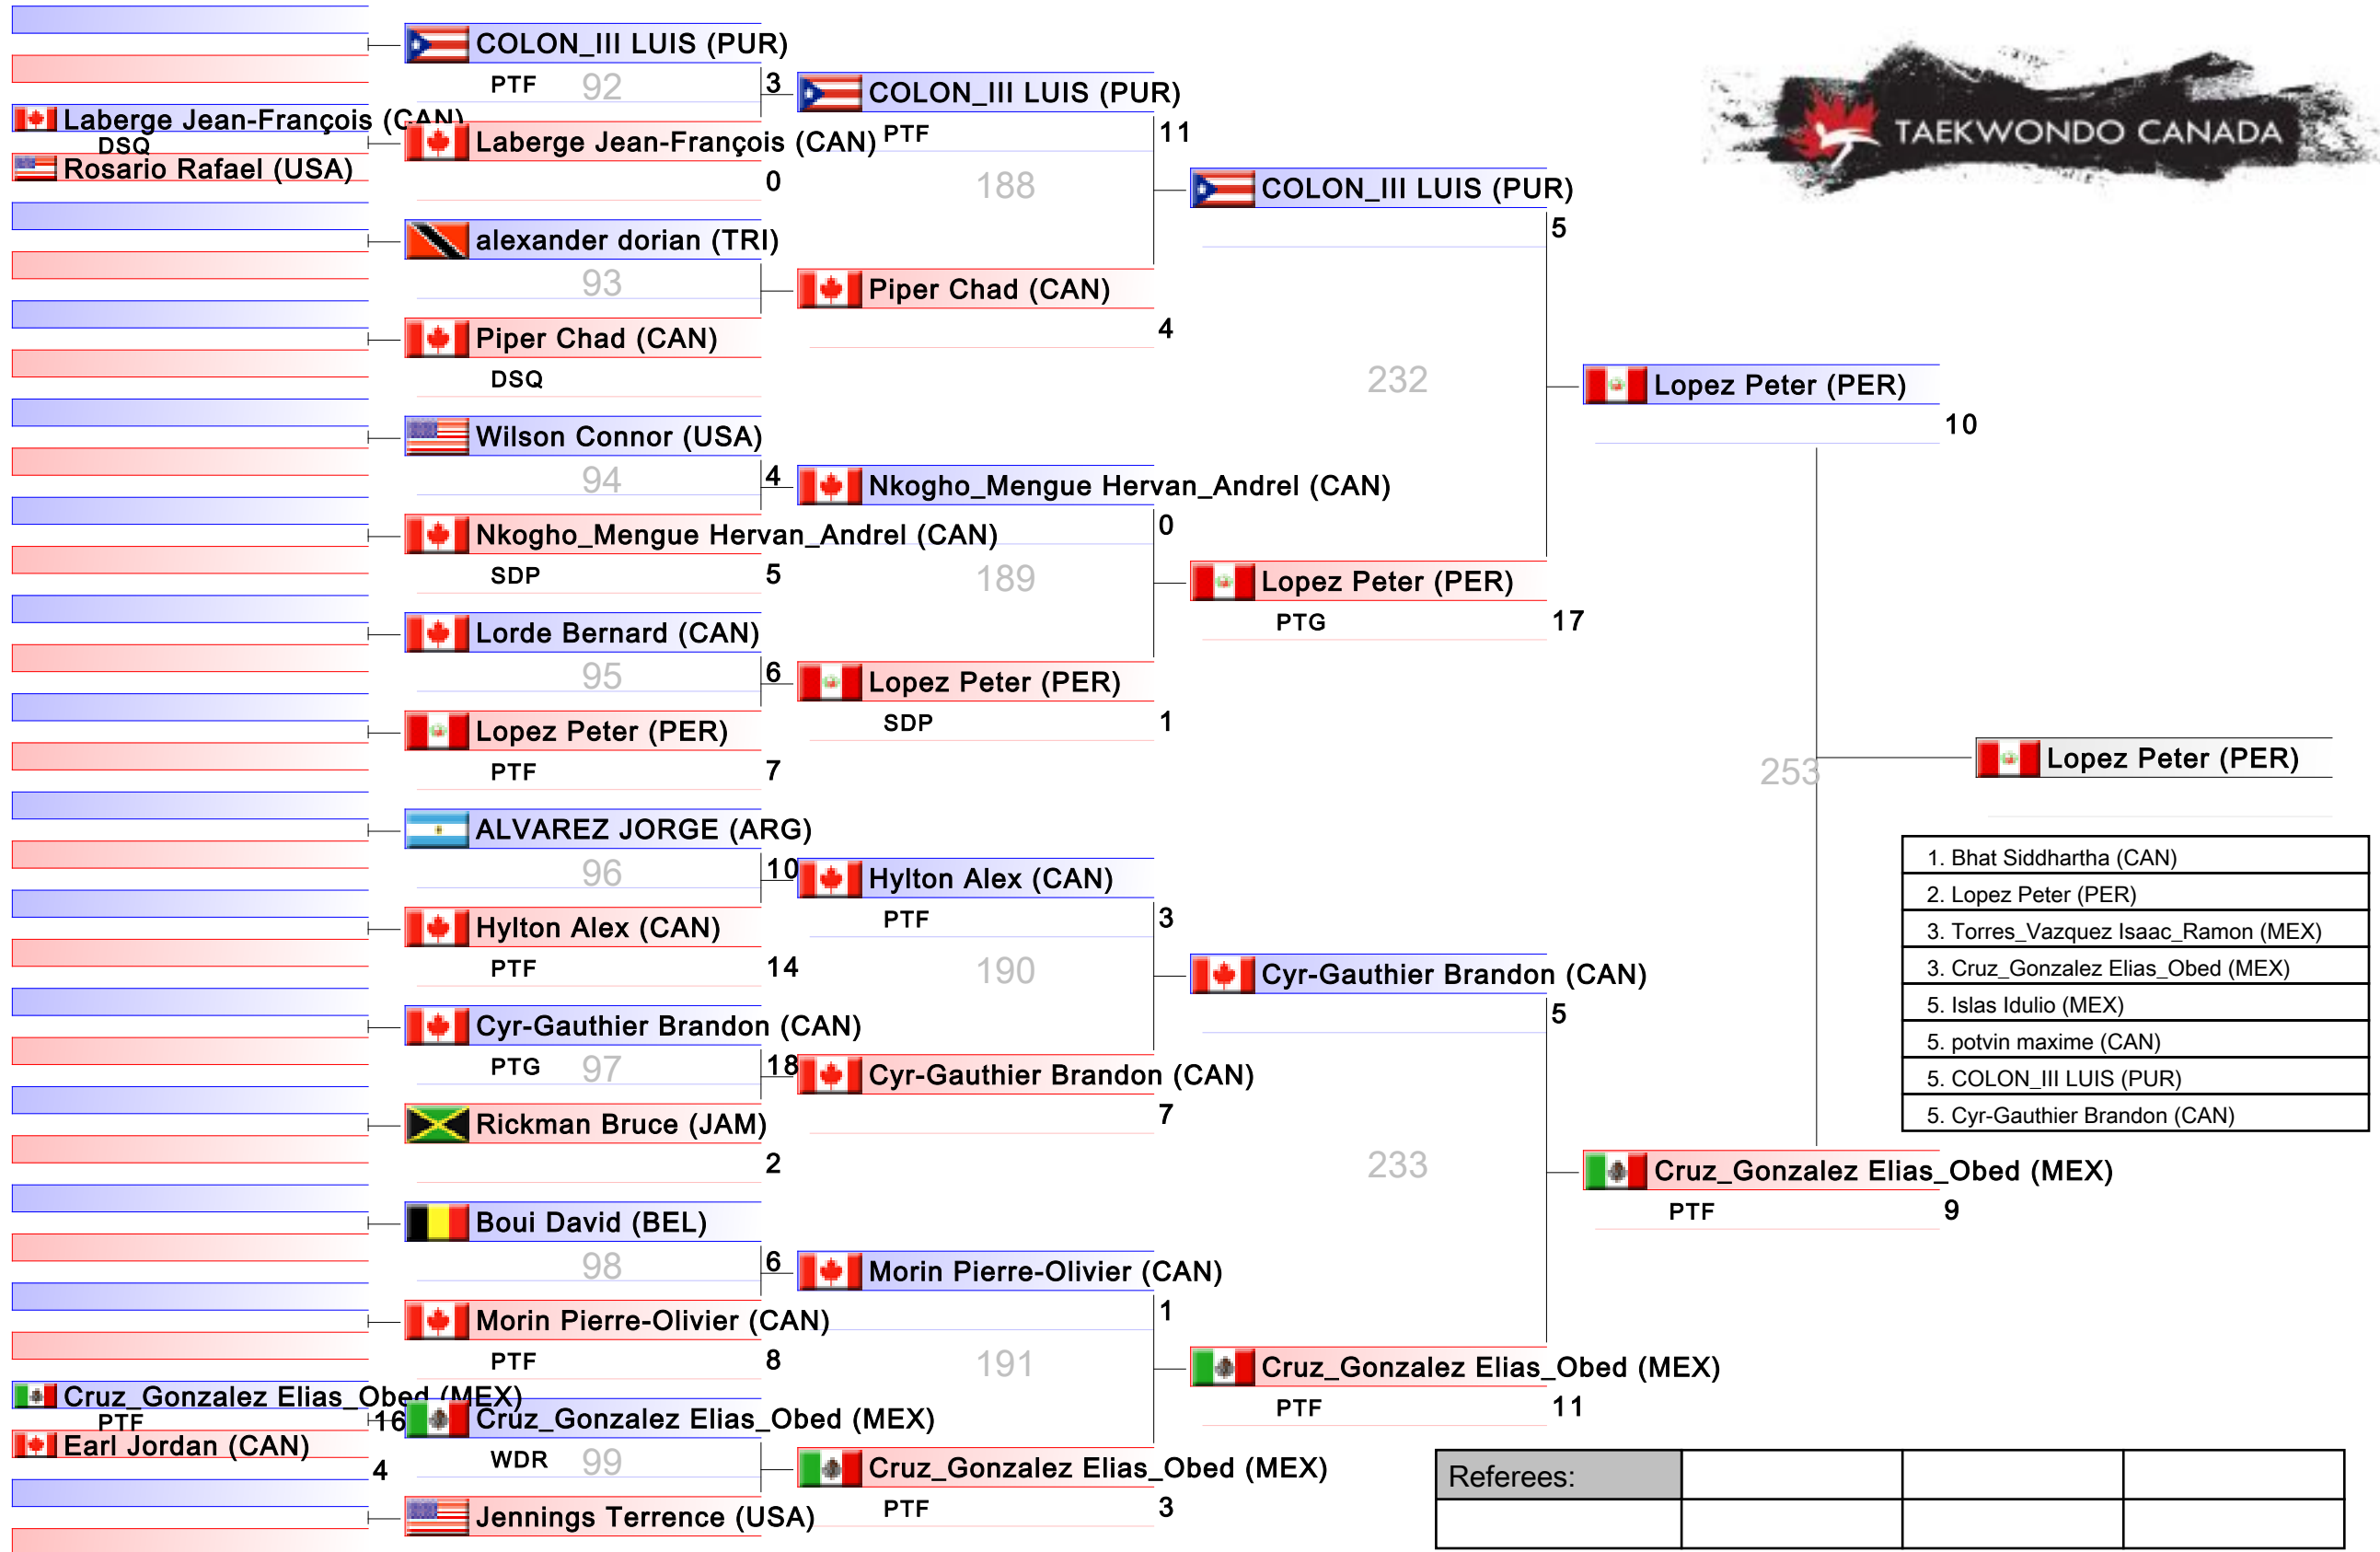 Laberge Jean-François (CAN)
DSQ
Rosario Rafael (USA)
Cruz_Gonzalez Elias_Obed (MEX)
PTF
16
Earl Jordan (CAN)
4
COLON_III LUIS (PUR)
PTF
92
3
Laberge Jean-François (CAN)
0
alexander dorian (TRI)
93
Piper Chad (CAN)
DSQ
Wilson Connor (USA)
94
4
Nkogho_Mengue Hervan_Andrel (CAN)
SDP
5
Lorde Bernard (CAN)
95
6
Lopez Peter (PER)
PTF
7
ALVAREZ JORGE (ARG)
96
10
Hylton Alex (CAN)
PTF
14
Cyr-Gauthier Brandon (CAN)
PTG
97
18
Rickman Bruce (JAM)
2
Boui David (BEL)
98
6
Morin Pierre-Olivier (CAN)
PTF
8
Cruz_Gonzalez Elias_Obed (MEX)
WDR
99
Jennings Terrence (USA)
COLON_III LUIS (PUR)
PTF
11
188
Piper Chad (CAN)
4
Nkogho_Mengue Hervan_Andrel (CAN)
0
189
Lopez Peter (PER)
SDP
1
Hylton Alex (CAN)
PTF
3
190
Cyr-Gauthier Brandon (CAN)
7
Morin Pierre-Olivier (CAN)
1
191
Cruz_Gonzalez Elias_Obed (MEX)
PTF
3
COLON_III LUIS (PUR)
5
232
Lopez Peter (PER)
PTG
17
Cyr-Gauthier Brandon (CAN)
5
233
Cruz_Gonzalez Elias_Obed (MEX)
PTF
11
Lopez Peter (PER)
10
253
Cruz_Gonzalez Elias_Obed (MEX)
PTF
9
TAEKWONDO CANADA
Lopez Peter (PER)
1. Bhat Siddhartha (CAN)
2. Lopez Peter (PER)
3. Torres_Vazquez Isaac_Ramon (MEX)
3. Cruz_Gonzalez Elias_Obed (MEX)
5. Islas Idulio (MEX)
5. potvin maxime (CAN)
5. COLON_III LUIS (PUR)
5. Cyr-Gauthier Brandon (CAN)
Referees: